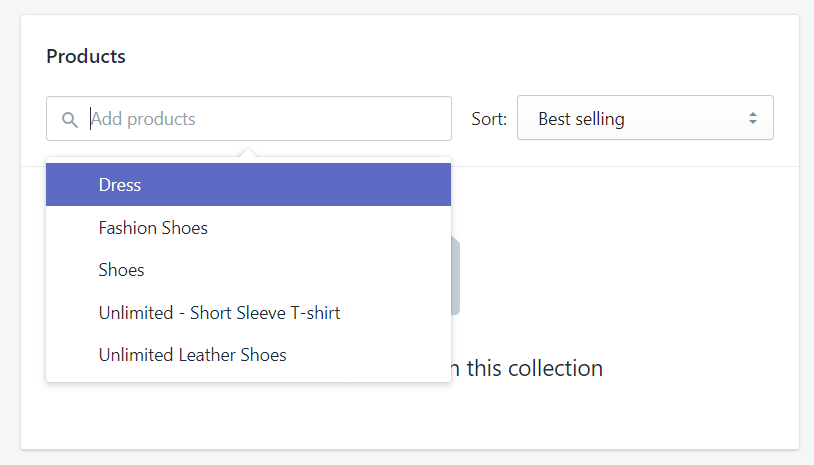 Products
Add products
Sort: Best selling
Dress
Fashion Shoes
Shoes
Unlimited - Short Sleeve T-shirt
Unlimited Leather Shoes
this collection